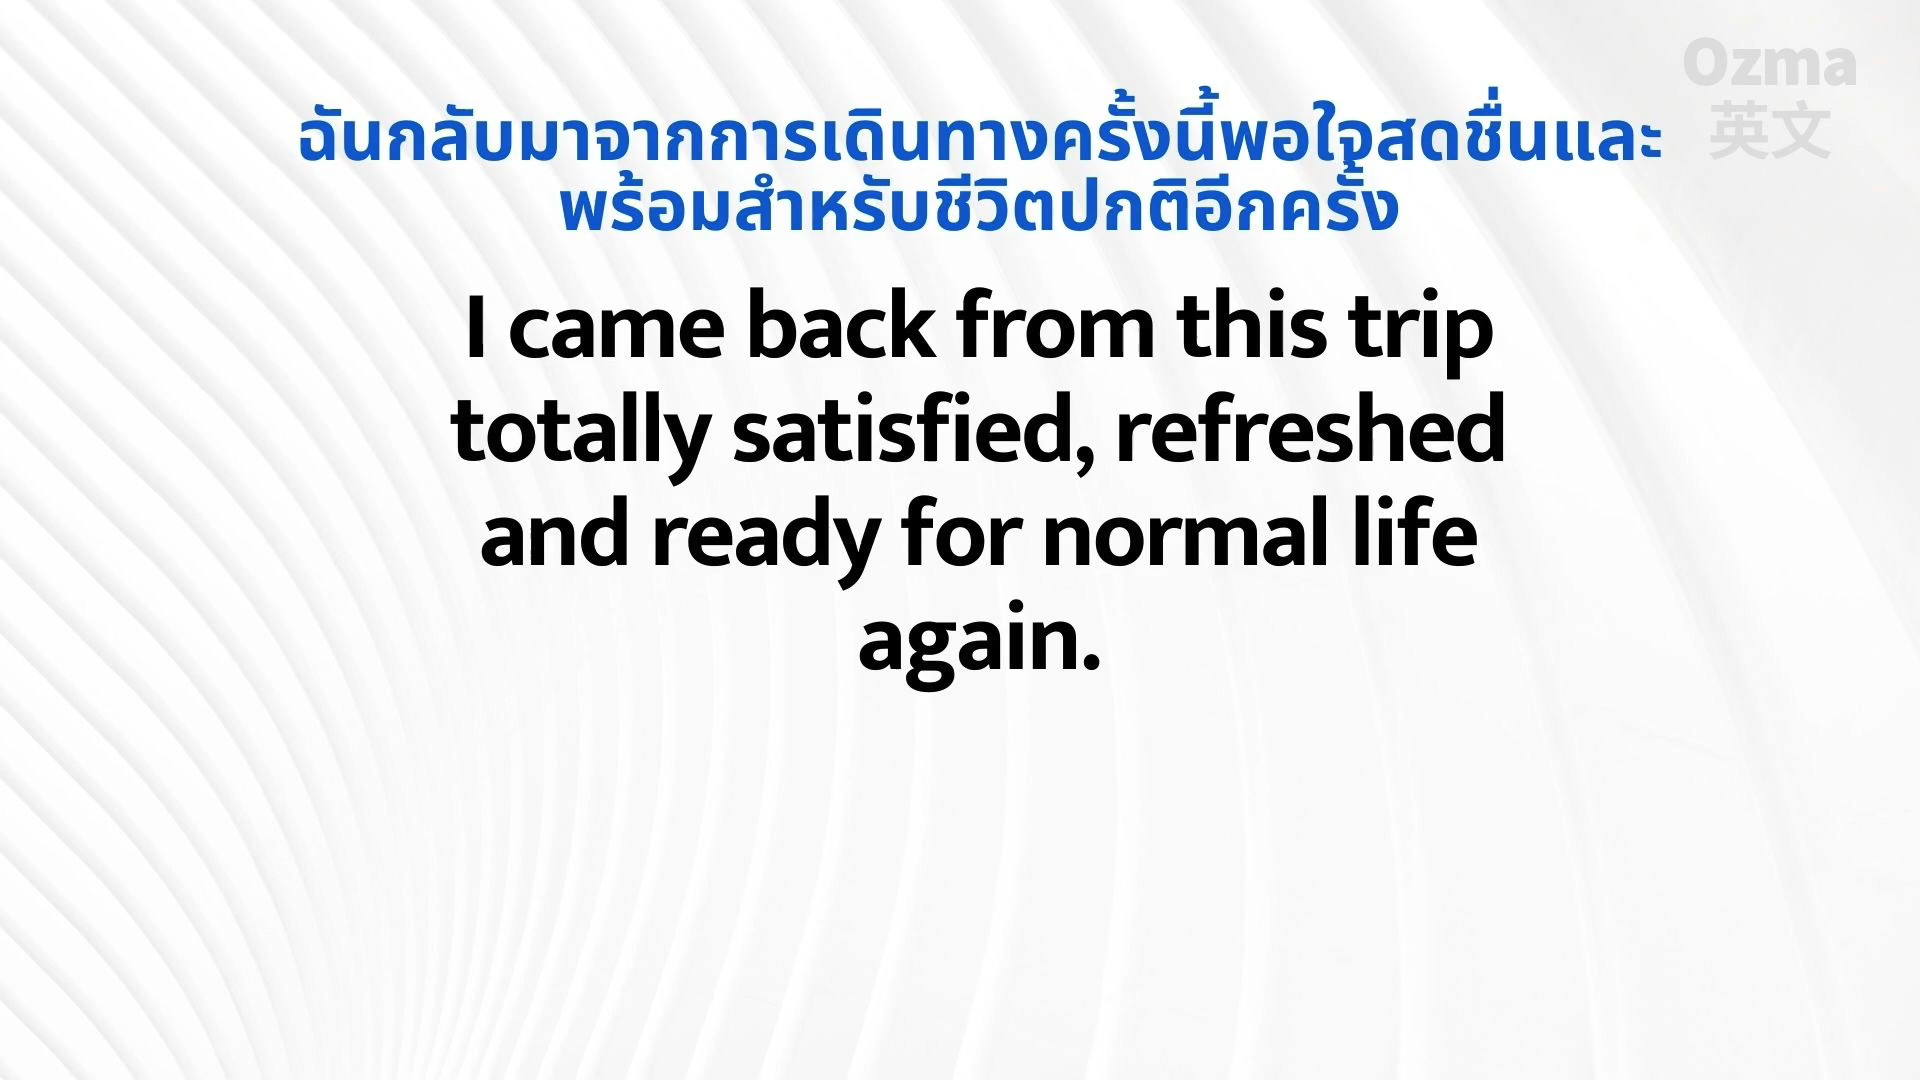 Ozma
英文
ฉันกลับมาจากการเดินทางครั้งนี้พอใจสดชื่นและ
พร้อมสำหรับชีวิตปกติอีกครั้ง
I came back from this trip
totally satisfied, refreshed
and ready for normal life
again.